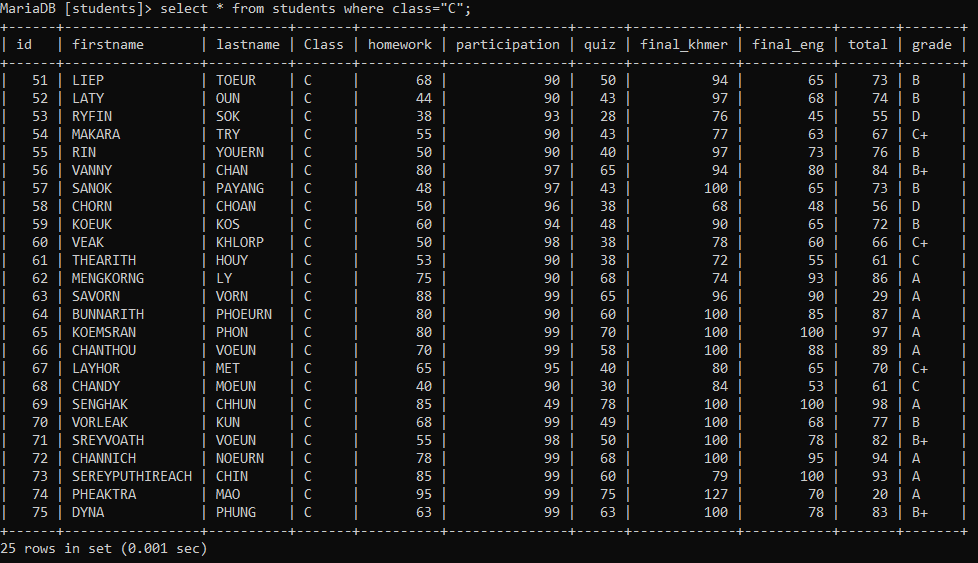 MariaDB [students]> select * from students where class="C";
+------+----------------+----------+-------+----------+---------------+------+-------------+-----------+-------+-------+
| id | firstname | lastname | Class | homework | participation | quiz | final_khmer | final_eng | total | grade |
+------+----------------+----------+-------+----------+---------------+------+-------------+-----------+-------+-------+
| 51 | LIEP | TOEUR | C | 68 | 90 | 50 | 94 | 65 | 73 | B |
| 52 | LATY | OUN | C | 44 | 90 | 43 | 97 | 68 | 74 | B |
| 53 | RYFIN | SOK | C | 38 | 93 | 28 | 76 | 45 | 55 | D |
| 54 | MAKARA | TRY | C | 55 | 90 | 43 | 77 | 63 | 67 | C+ |
| 55 | RIN | YOUERN | C | 50 | 90 | 40 | 97 | 73 | 76 | B |
| 56 | VANNY | CHAN | C | 80 | 97 | 65 | 94 | 80 | 84 | B+ |
| 57 | SANOK | PAYANG | C | 48 | 97 | 43 | 100 | 65 | 73 | B |
| 58 | CHORN | CHOAN | C | 50 | 96 | 38 | 68 | 48 | 56 | D |
| 59 | KOEUK | KOS | C | 60 | 94 | 48 | 90 | 65 | 72 | B |
| 60 | VEAK | KHLORP | C | 50 | 98 | 38 | 78 | 60 | 66 | C+ |
| 61 | THEARITH | HOUY | C | 53 | 90 | 38 | 72 | 55 | 61 | C |
| 62 | MENGKORNG | LY | C | 75 | 90 | 68 | 74 | 93 | 86 | A |
| 63 | SAVORN | VORN | C | 88 | 99 | 65 | 96 | 90 | 29 | A |
| 64 | BUNNARITH | PHOEURN | C | 80 | 90 | 60 | 100 | 85 | 87 | A |
| 65 | KOEMSRAN | PHON | C | 80 | 99 | 70 | 100 | 100 | 97 | A |
| 66 | CHANTHOU | VOEUN | C | 70 | 99 | 58 | 100 | 88 | 89 | A |
| 67 | LAYHOR | MET | C | 65 | 95 | 40 | 80 | 65 | 70 | C+ |
| 68 | CHANDY | MOEUN | C | 40 | 90 | 30 | 84 | 53 | 61 | C |
| 69 | SENGHAK | CHHUN | C | 85 | 49 | 78 | 100 | 100 | 98 | A |
| 70 | VORLEAK | KUN | C | 68 | 99 | 49 | 100 | 68 | 77 | B |
| 71 | SREYVOATH | VOEUN | C | 55 | 98 | 50 | 100 | 78 | 82 | B+ |
| 72 | CHANNICH | NOEURN | C | 78 | 99 | 68 | 100 | 95 | 94 | A |
| 73 | SEREYPUTHIREACH | CHIN | C | 85 | 99 | 60 | 79 | 100 | 93 | A |
| 74 | PHEAKTRA | MAO | C | 95 | 99 | 75 | 127 | 70 | 20 | A |
| 75 | DYNA | PHUNG | C | 63 | 99 | 63 | 100 | 78 | 83 | B+ |
+------+----------------+----------+-------+----------+---------------+------+-------------+-----------+-------+-------+
25 rows in set (0.001 sec)